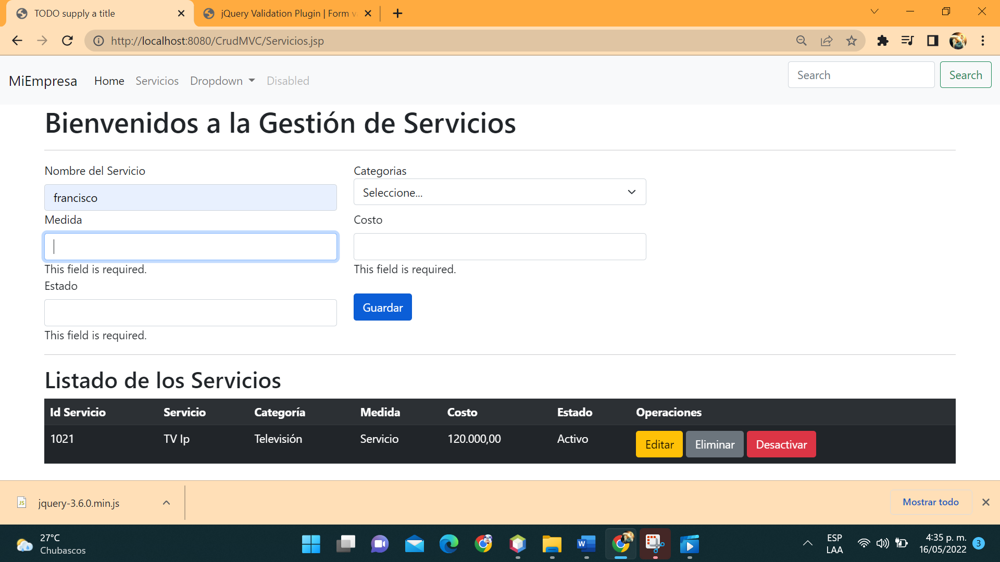 TODO supply a title
jQuery Validation Plugin | Form v
http://localhost:8080/CrudMVC/Servicios.jsp
MiEmpresa Home Servicios Dropdown Disabled Search Search
Bienvenidos a la Gestión de Servicios
Nombre del Servicio Categorias
francisco Seleccione...
Medida Costo
This field is required. This field is required.
Estado
Guardar
This field is required.
Listado de los Servicios
Id Servicio Servicio Categoría Medida Costo Estado Operaciones
1021 TV Ip Televisión Servicio 120.000,00 Activo Editar Eliminar Desactivar
JS jquery-3.6.0.min.js Mostrar todo
27°C
Chubascos
W
ESP
LAA
4:35 p. m.
16/05/2022
3